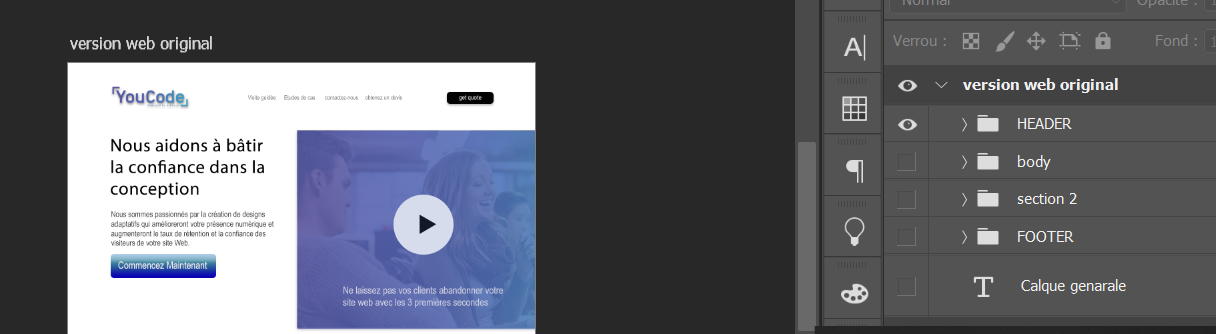 Normal
Opacité :
version web original
Verrou :
Fond :
YouCode
Visite guidée
Études de cas
contactez-nous
obtenez un devis
get quote
Nous aidons à bâtir
la confiance dans la
conception
Nous sommes passionnés par la création de designs
adaptatifs qui amélioreront votre présence numérique et
augmenteront le taux de rétention et la confiance des
visiteurs de votre site Web.
Commencez Maintenant
Ne laissez pas vos clients abandonner votre
site web avec les 3 premières secondes
A
version web original
HEADER
body
section 2
FOOTER
T Calque genarale